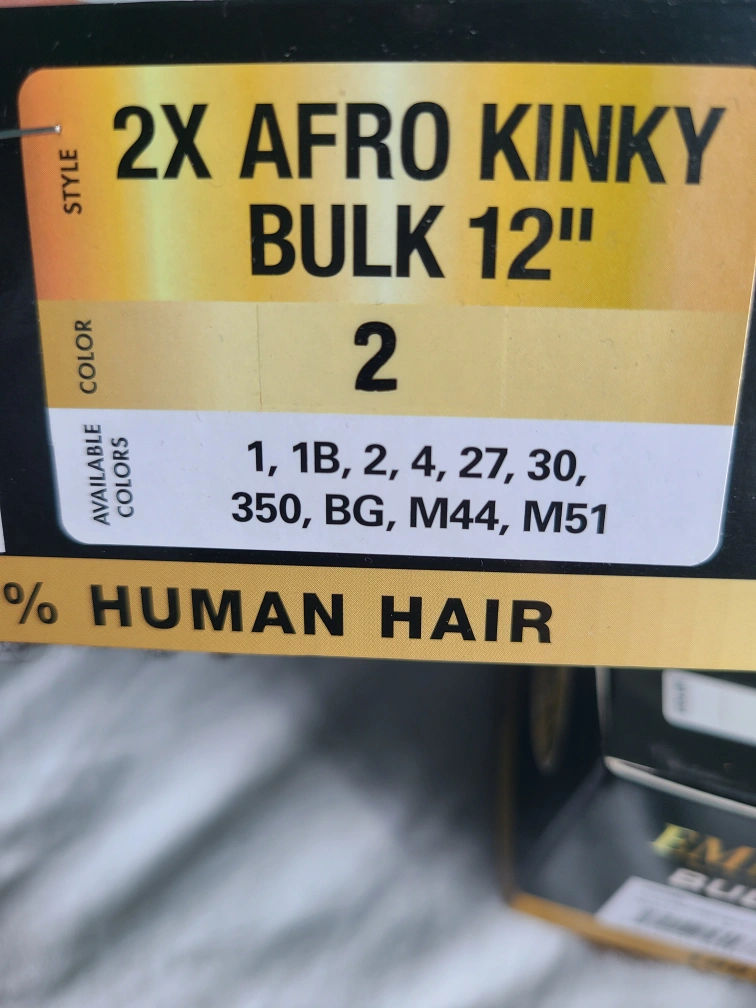 STYLE
2X AFRO KINKY
BULK 12"
COLOR
2
AVAILABLE
COLORS
1, 1B, 2, 4, 27, 30,
350, BG, M44, M51
% HUMAN HAIR